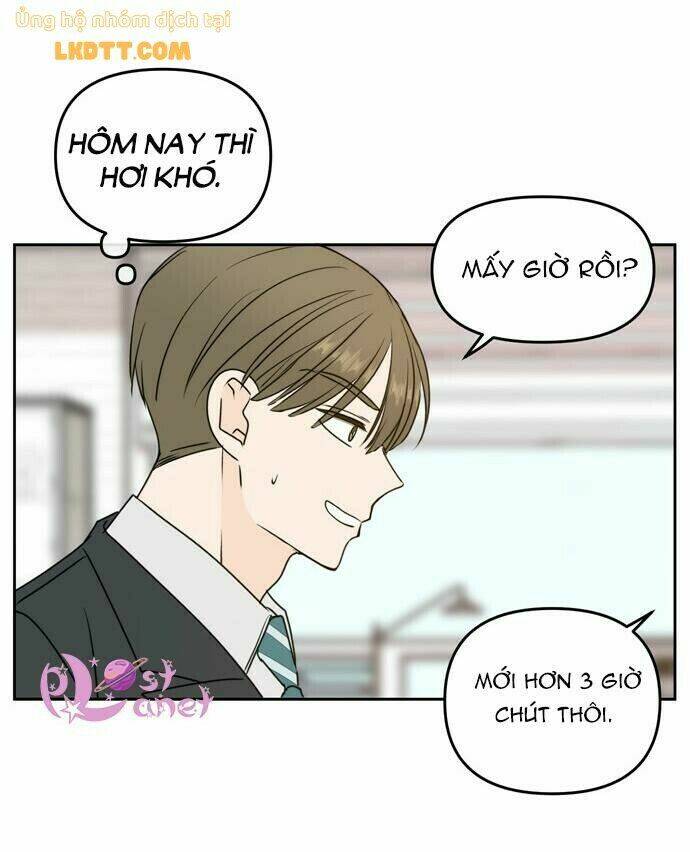 Ủng hộ nhóm dịch tại
LKDTT.COM
HÔM NAY THÌ
HƠI KHÓ.
MẤY GIỜ RỒI?
MỚI HƠN 3 GIỜ
CHÚT THÔI.
Lost
Planet